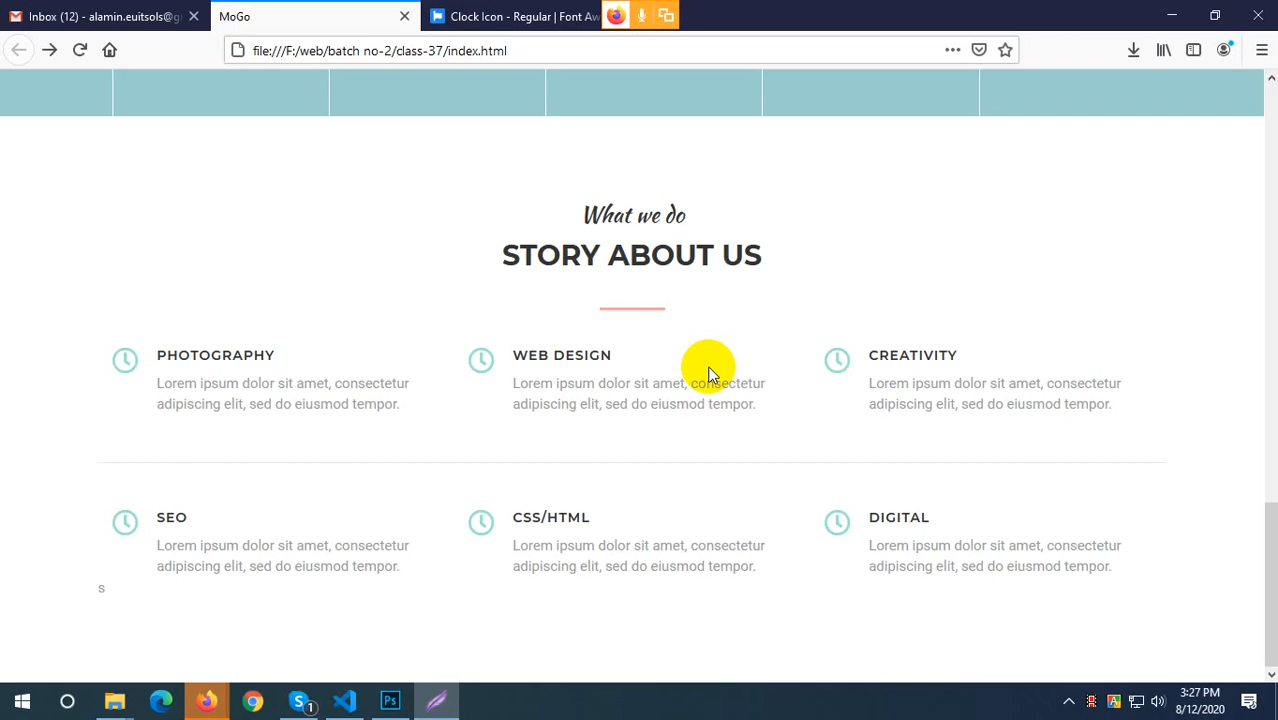 Inbox (12) - alamin.euitsols@g
MoGo
Clock Icon - Regular | Font Aw
file:///F:/web/batch no-2/class-37/index.html
What we do
STORY ABOUT US
PHOTOGRAPHY
Lorem ipsum dolor sit amet, consectetur
adipiscing elit, sed do eiusmod tempor.
WEB DESIGN
Lorem ipsum dolor sit amet, consectetur
adipiscing elit, sed do eiusmod tempor.
CREATIVITY
Lorem ipsum dolor sit amet, consectetur
adipiscing elit, sed do eiusmod tempor.
SEO
Lorem ipsum dolor sit amet, consectetur
adipiscing elit, sed do eiusmod tempor.
CSS/HTML
Lorem ipsum dolor sit amet, consectetur
adipiscing elit, sed do eiusmod tempor.
DIGITAL
Lorem ipsum dolor sit amet, consectetur
adipiscing elit, sed do eiusmod tempor.
s
S 1
Ps
A
3:27 PM
8/12/2020
3